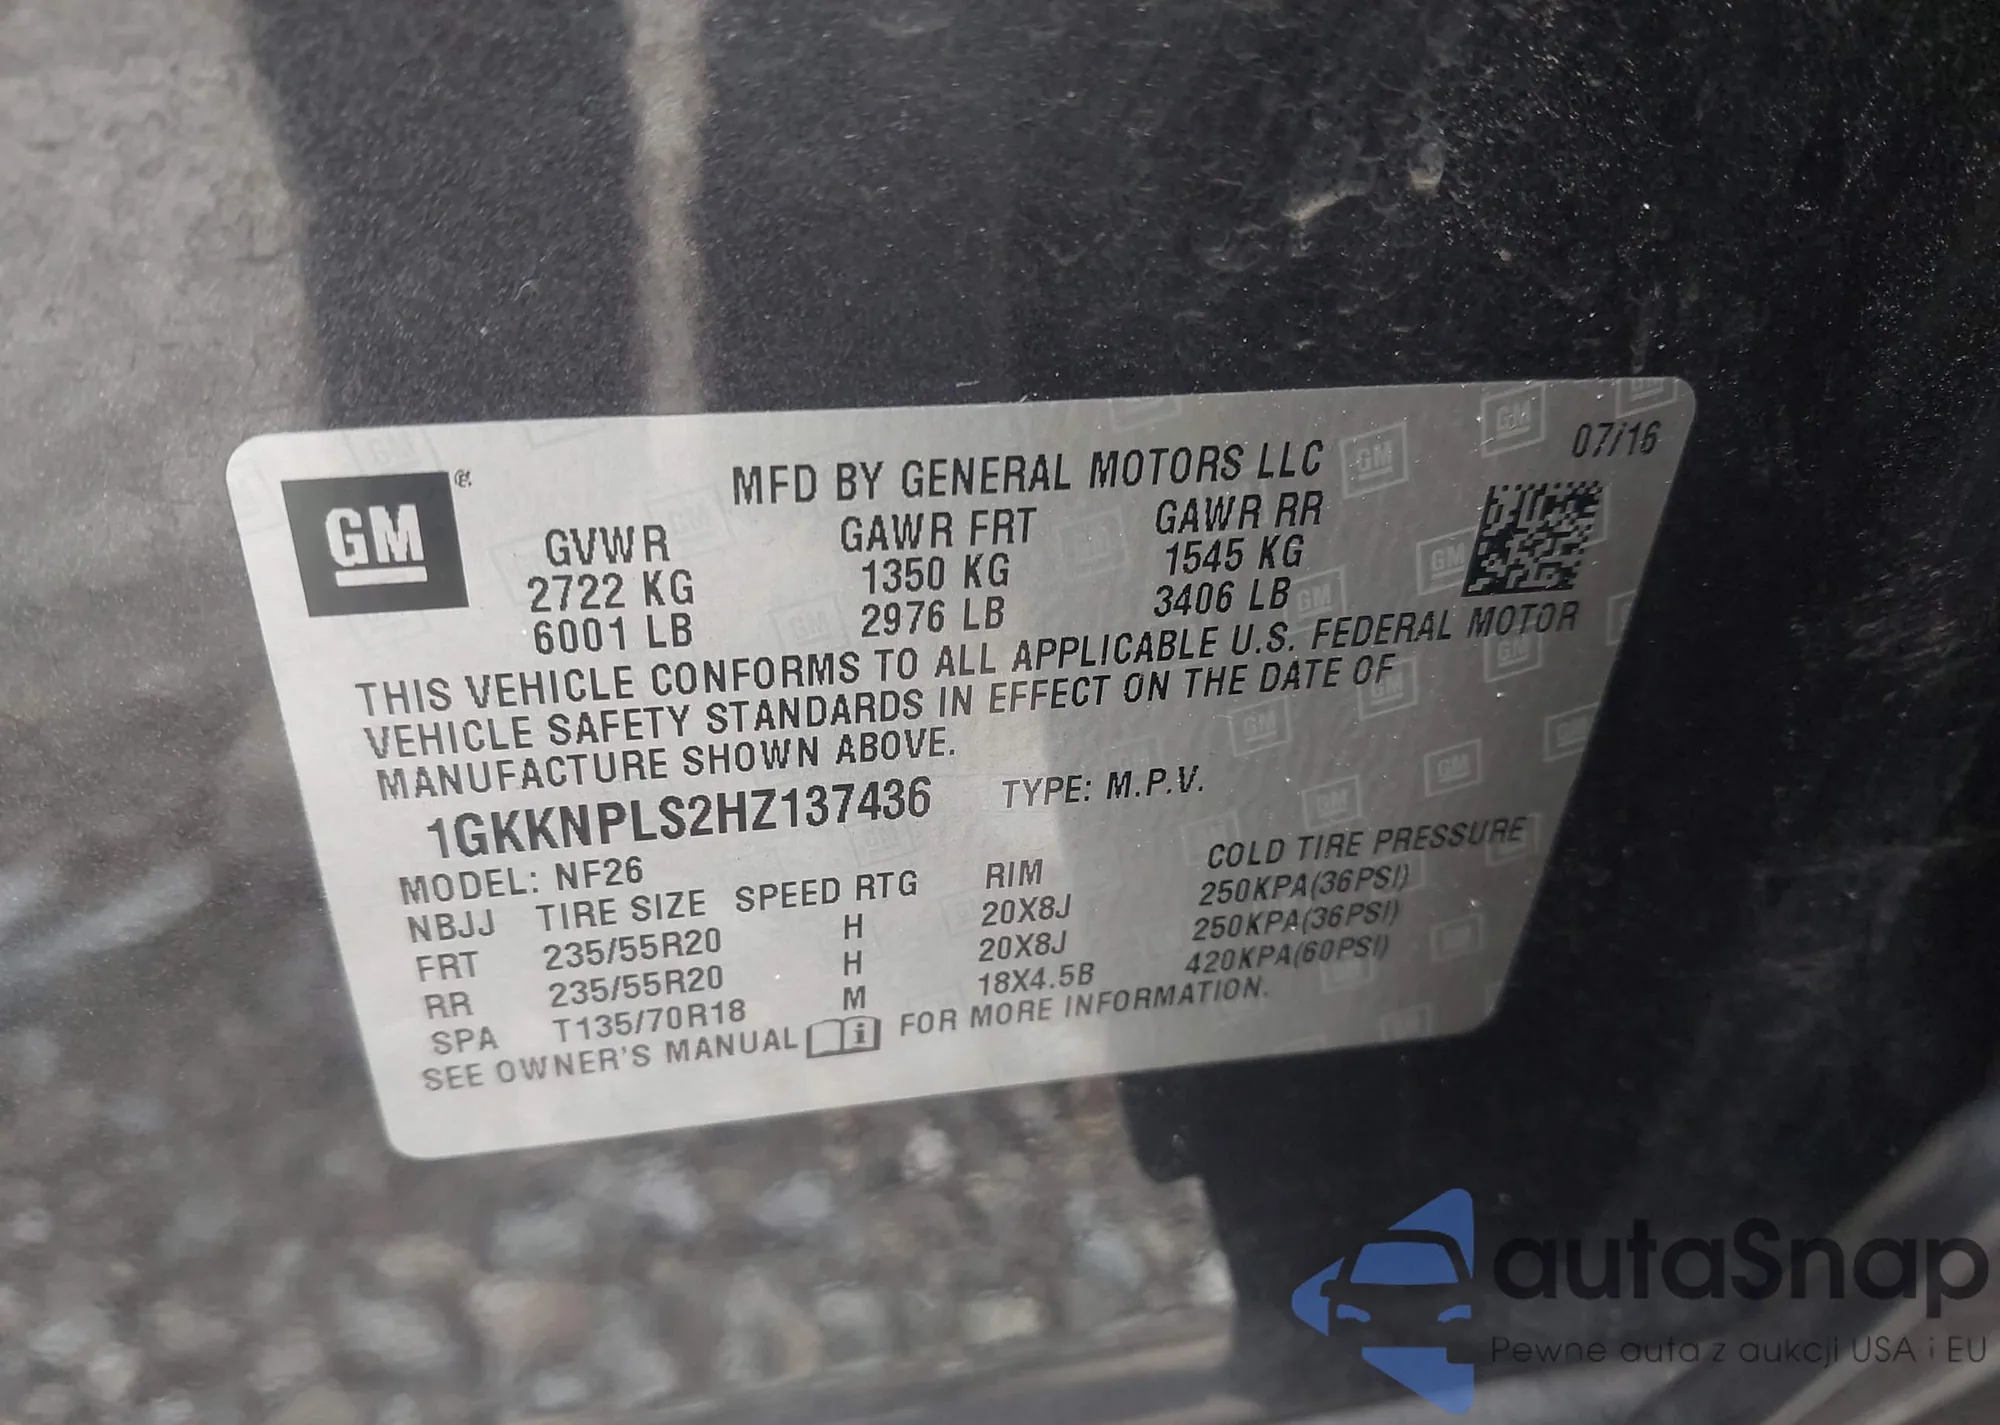 07/16
GM
MFD BY GENERAL MOTORS LLC
GVWR GAWR FRT GAWR RR
2722 KG 1350 KG 1545 KG
6001 LB 2976 LB 3406 LB
THIS VEHICLE CONFORMS TO ALL APPLICABLE U.S. FEDERAL MOTOR
VEHICLE SAFETY STANDARDS IN EFFECT ON THE DATE OF
MANUFACTURE SHOWN ABOVE.
1GKKNPLS2HZ137436 TYPE: M.P.V.
MODEL: NF26
NBJJ TIRE SIZE SPEED RTG RIM COLD TIRE PRESSURE
FRT 235/55R20 H 20X8J 250KPA(36PSI)
RR 235/55R20 H 20X8J 250KPA(36PSI)
SPA T135/70R18 M 18X4.5B 420KPA(60PSI)
SEE OWNER'S MANUAL FOR MORE INFORMATION.
autaSnap
Pewne auta z aukcji USA i EU